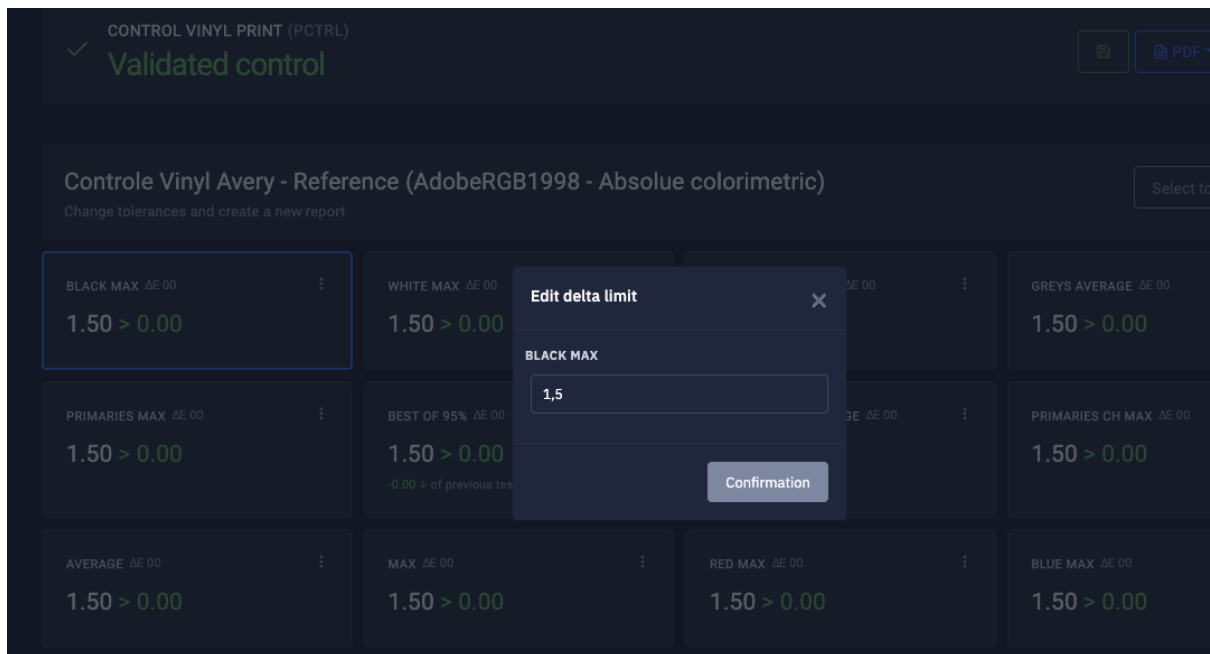 CONTROL VINYL PRINT (PCTRL)
Validated control
PDF
Controle Vinyl Avery - Reference (AdobeRGB1998 - Absolue colorimetric)
Change tolerances and create a new report
Select to
BLACK MAX ΔE 00
1.50 > 0.00
WHITE MAX ΔE 00
1.50 > 0.00
ΔE 00
GREYS AVERAGE ΔE 00
1.50 > 0.00
Edit delta limit
BLACK MAX
1,5
Confirmation
PRIMARIES MAX ΔE 00
1.50 > 0.00
BEST OF 95% ΔE 00
1.50 > 0.00
-0.00 ↓ of previous tes
GE ΔE 00
PRIMARIES CH MAX ΔE 00
1.50 > 0.00
AVERAGE ΔE 00
1.50 > 0.00
MAX ΔE 00
1.50 > 0.00
RED MAX ΔE 00
1.50 > 0.00
BLUE MAX ΔE 00
1.50 > 0.00